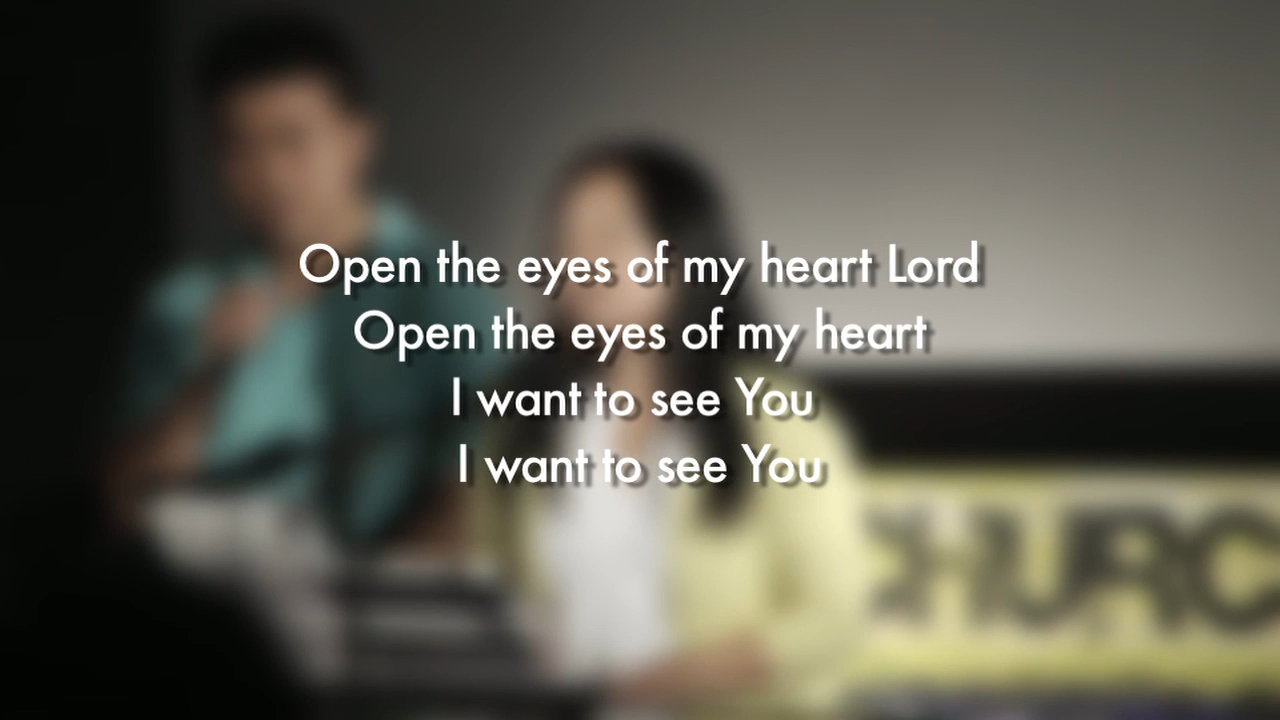 Open the eyes of my heart Lord
Open the eyes of my heart
I want to see You
I want to see You
CHURC